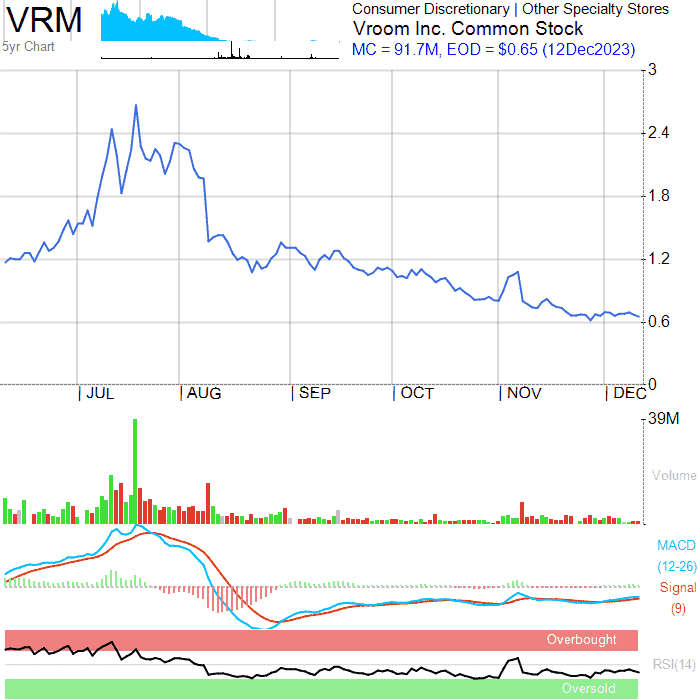 VRM
5yr Chart
Consumer Discretionary | Other Specialty Stores
Vroom Inc. Common Stock
MC = 91.7M, EOD = $0.65 (12Dec2023)
3
2.4
1.8
1.2
0.6
0
| JUL | AUG | SEP | OCT | NOV | DEC
39M
Volume
MACD
(12-26)
Signal
(9)
Overbought
RSI(14)
Oversold